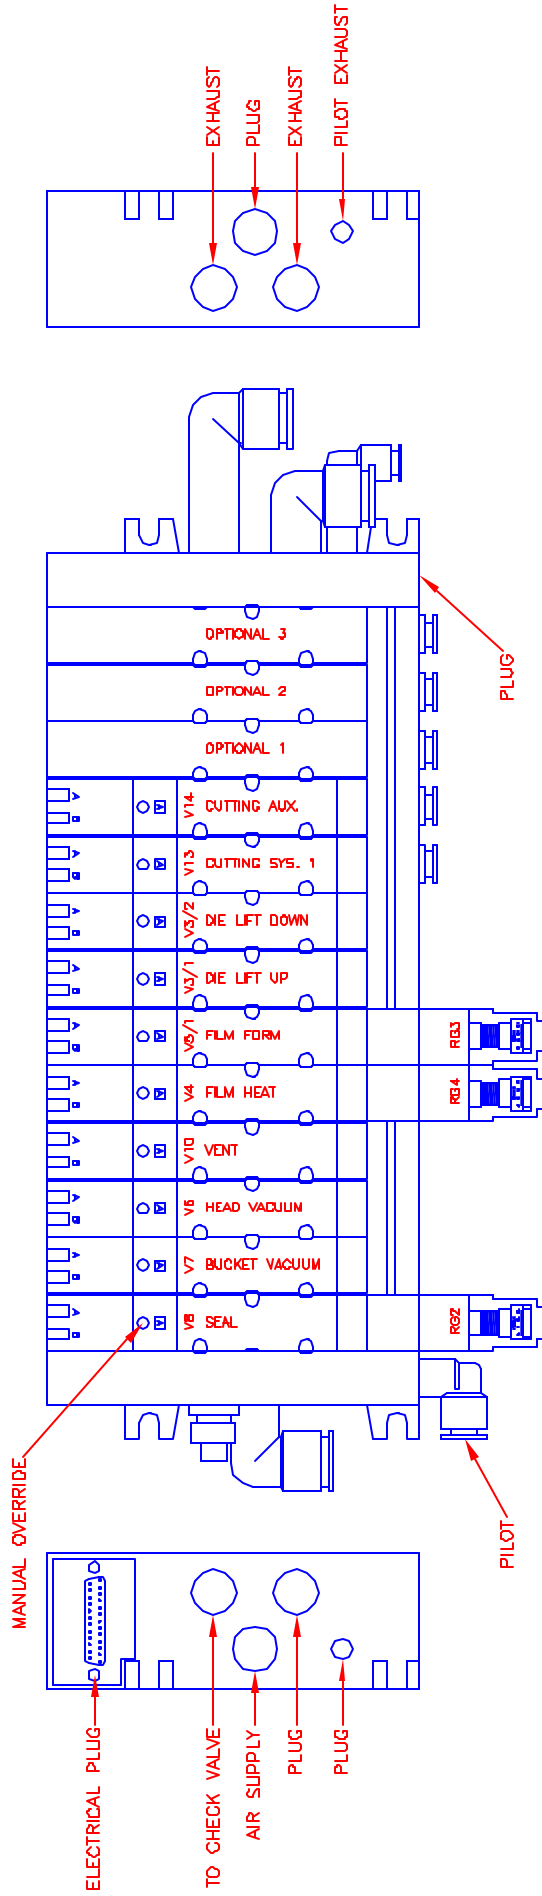 EXHAUST
PLUG
EXHAUST
PILOT EXHAUST
PLUG
OPTIONAL 3
OPTIONAL 2
OPTIONAL 1
V14 CUTTING AUX.
V13 CUTTING SYS. 1
V3/2 DIE LIFT DOWN
V3/1 DIE LIFT UP
V5/1 FILM FORM
RG3
V4 FILM HEAT
RG4
V10 VENT
V6 HEAD VACUUM
V7 BUCKET VACUUM
V8 SEAL
RG2
A
B
A
B
A
B
A
B
A
B
A
B
A
B
A
B
A
B
A
B
MANUAL OVERRIDE
PILOT
ELECTRICAL PLUG
TO CHECK VALVE
AIR SUPPLY
PLUG
PLUG